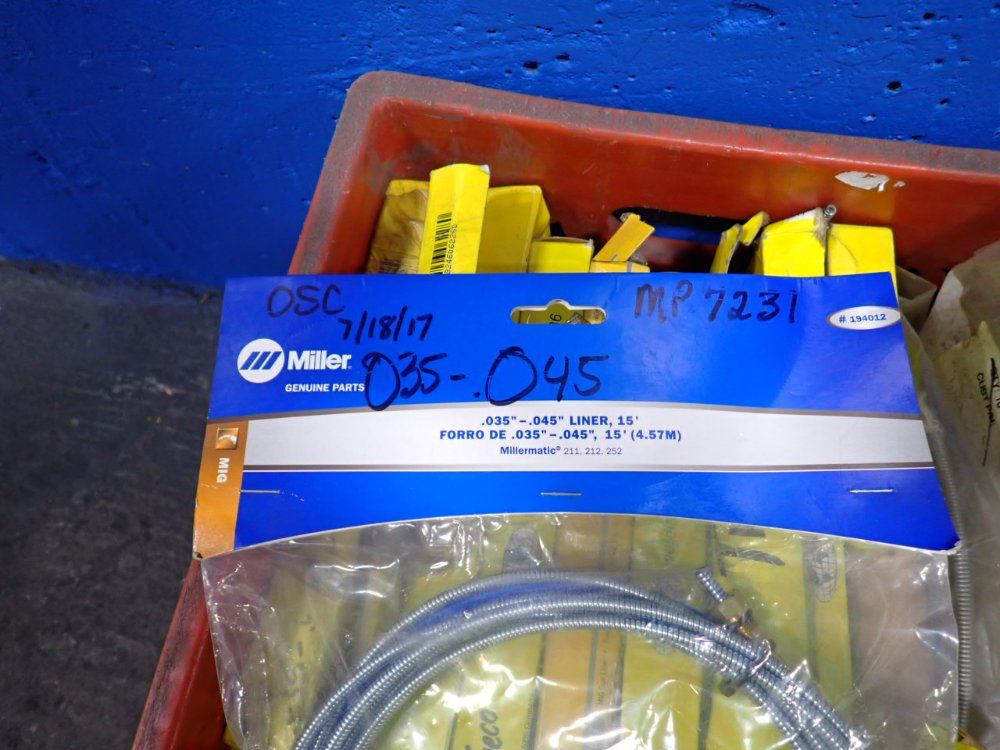 OSC
7/18/17
MP 7231
# 194012
Miller®
GENUINE PARTS
035-.045
.035"–.045" LINER, 15'
FORRO DE .035"–.045", 15' (4.57M)
Millermatic® 211, 212, 252
MIG
Teco